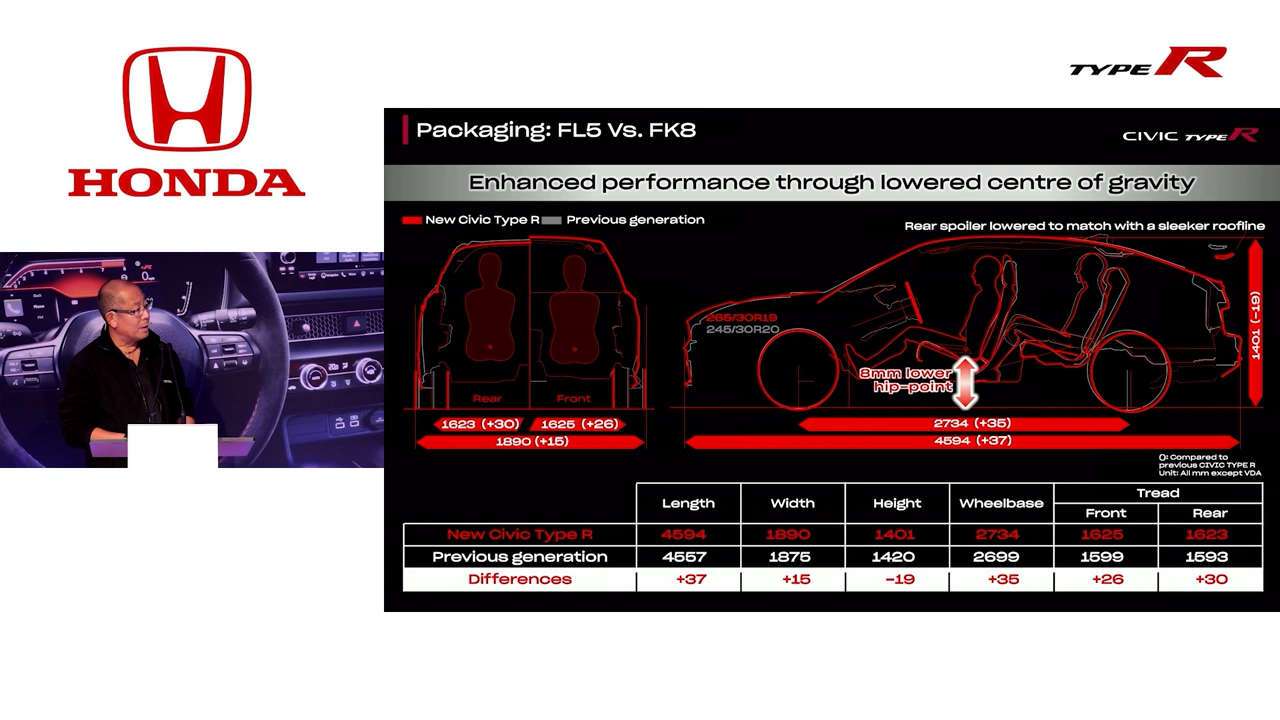 HONDA
TYPE R
Packaging: FL5 Vs. FK8
CIVIC TYPE R
Enhanced performance through lowered centre of gravity
New Civic Type R Previous generation
Rear spoiler lowered to match with a sleeker roofline
265/30R19
245/30R20
1401 (-19)
8mm lower
hip-point
Rear Front
1623 (+30) 1625 (+26)
1890 (+15)
2734 (+35)
4594 (+37)
(): Compared to
previous CIVIC TYPE R
Unit: All mm except VDA
Length Width Height Wheelbase Tread
Front Rear
New Civic Type R 4594 1890 1401 2734 1625 1623
Previous generation 4557 1875 1420 2699 1599 1593
Differences +37 +15 -19 +35 +26 +30